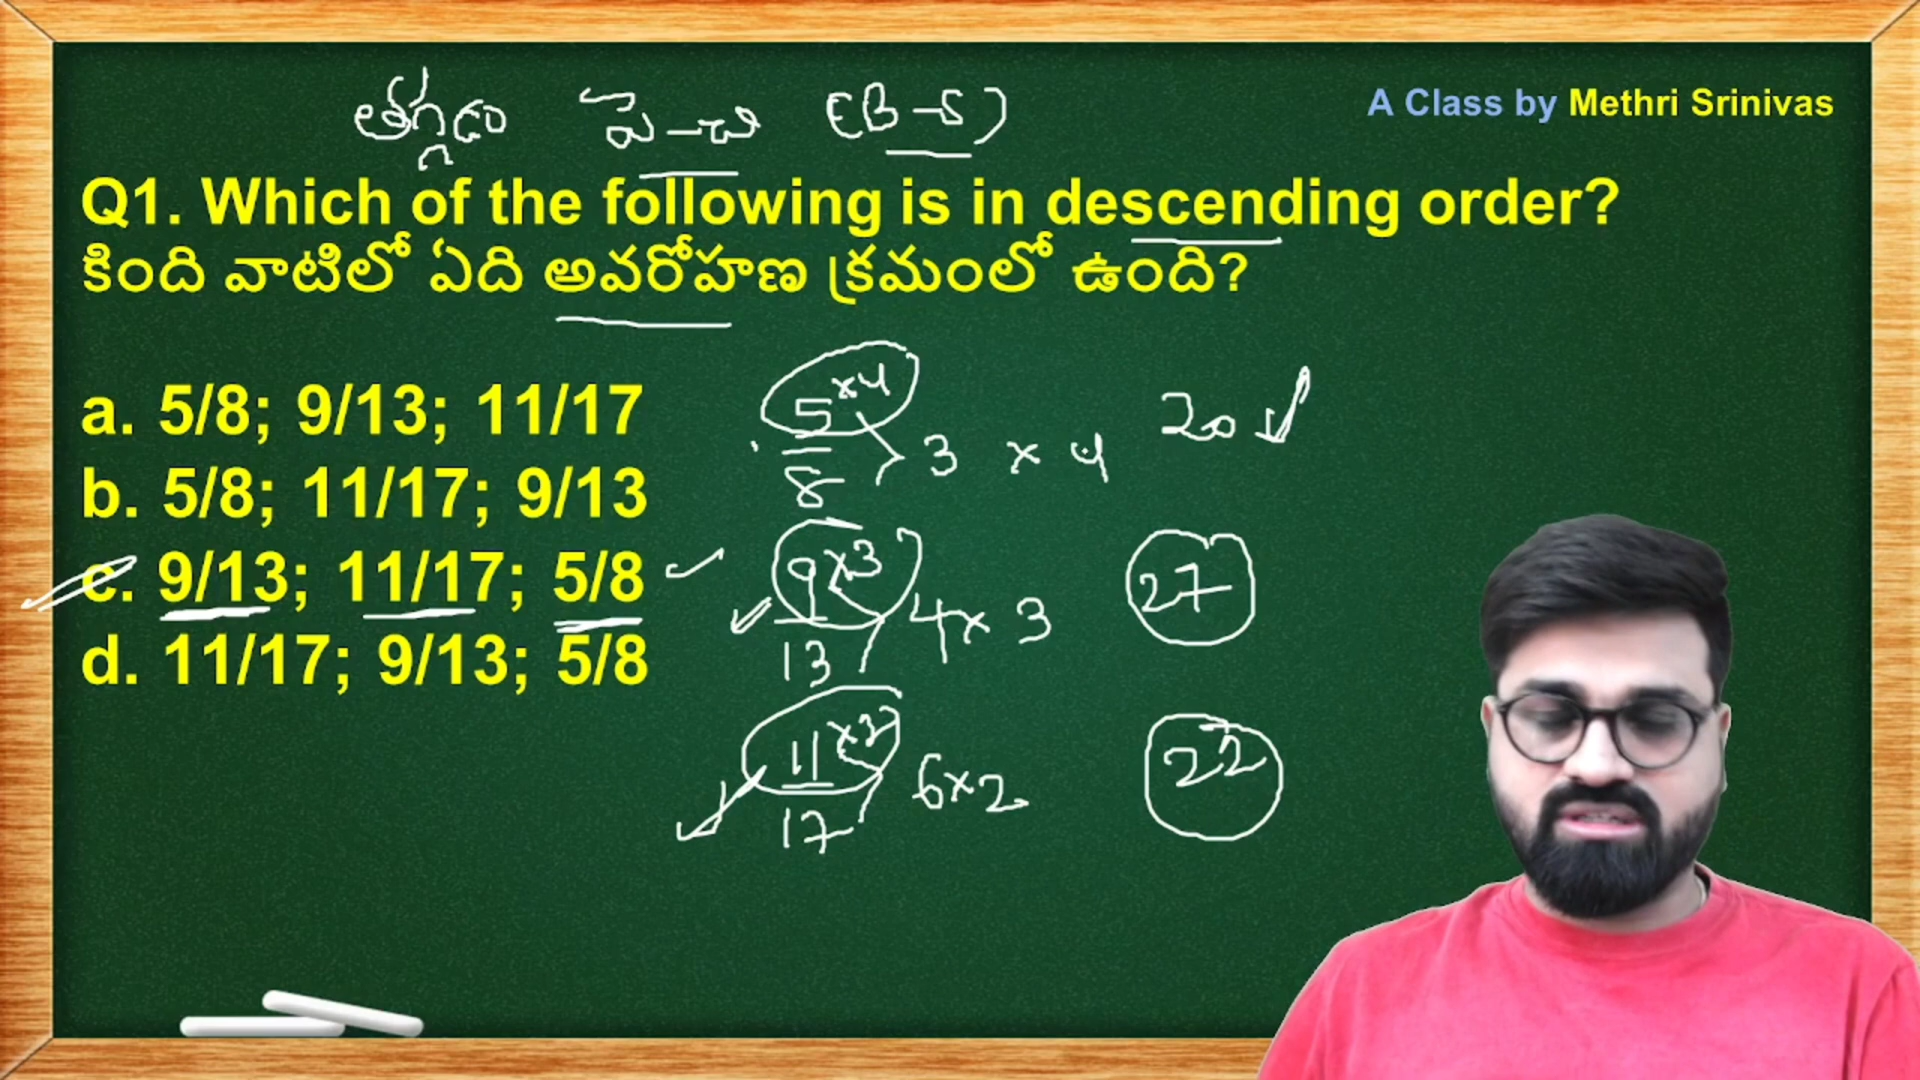 తగ్గడం పె-చి (B-S)
A Class by Methri Srinivas
Q1. Which of the following is in descending order?
కింది వాటిలో ఏది అవరోహణ క్రమంలో ఉంది?
a. 5/8; 9/13; 11/17
b. 5/8; 11/17; 9/13
c. 9/13; 11/17; 5/8
d. 11/17; 9/13; 5/8
5×4
8
3 × 4
20
9×3
13
4×3
27
11×2
17
6×2
22